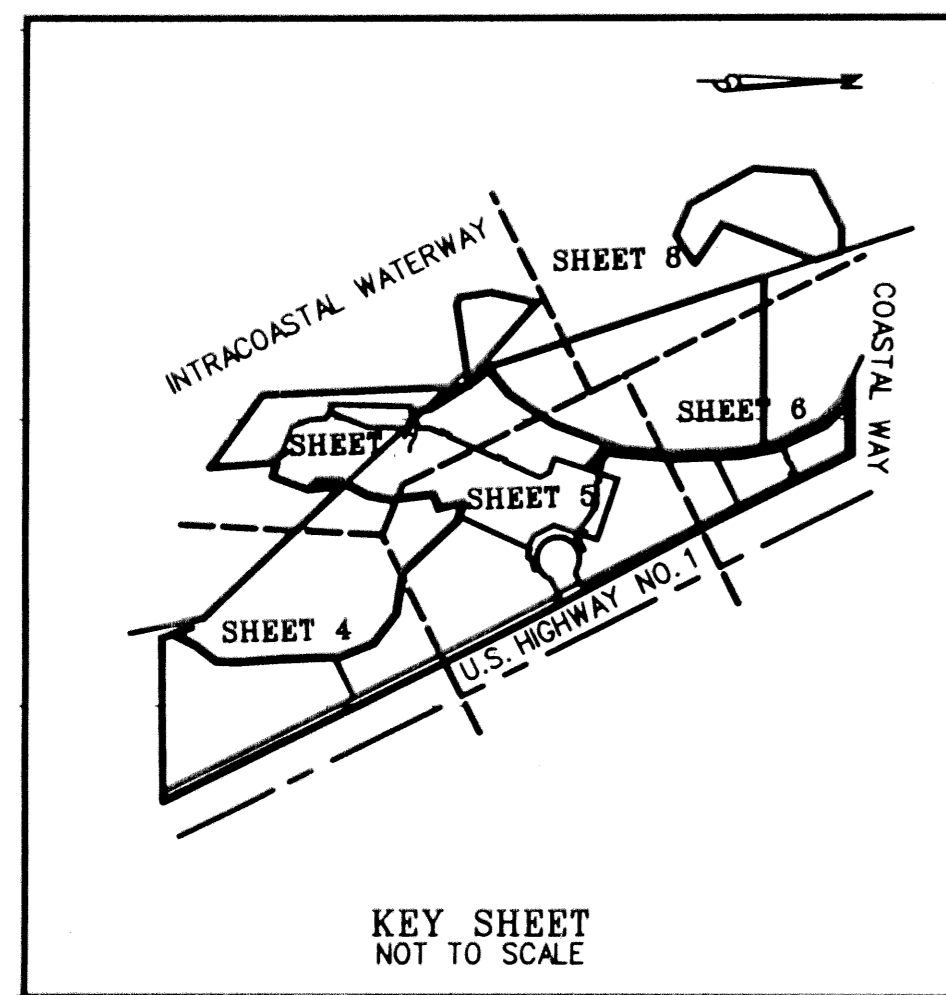 N
SHEET 8
INTRACOASTAL WATERWAY
COASTAL WAY
SHEET 6
SHEET 7
SHEET 5
U.S. HIGHWAY NO. 1
SHEET 4
KEY SHEET
NOT TO SCALE